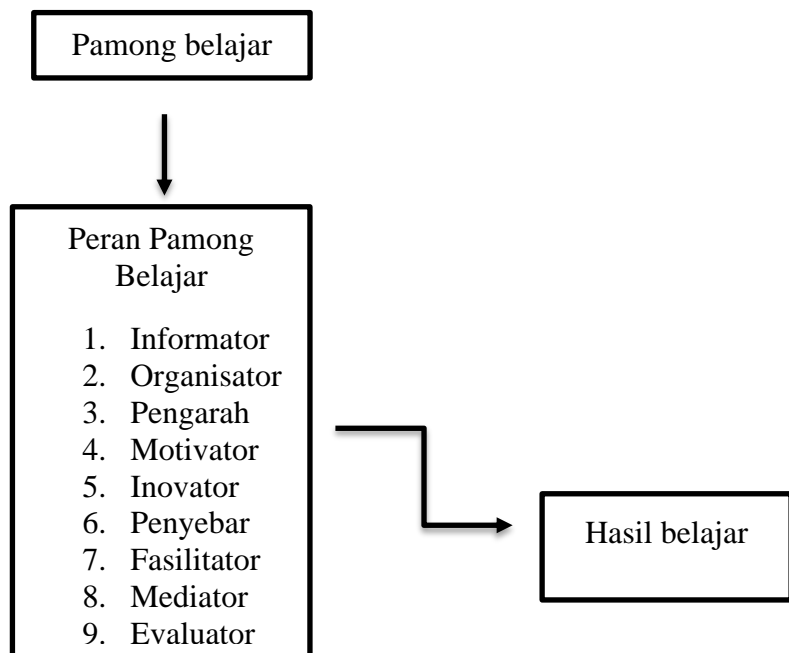 Pamong belajar
Peran Pamong
Belajar
1. Informator
2. Organisator
3. Pengarah
4. Motivator
5. Inovator
6. Penyebar
7. Fasilitator
8. Mediator
9. Evaluator
Hasil belajar